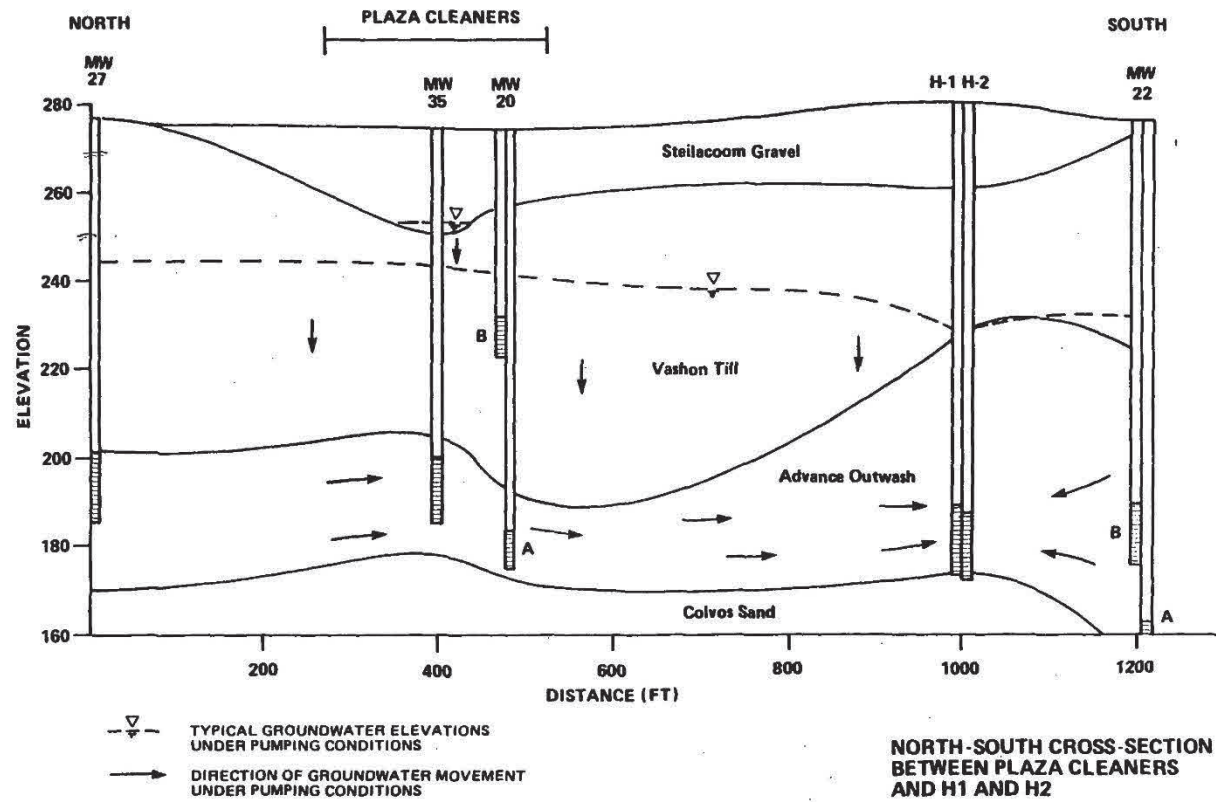 NORTH
PLAZA CLEANERS
SOUTH
MW
27
MW
35
MW
20
H-1 H-2
MW
22
280
260
240
220
200
180
160
ELEVATION
Steilacoom Gravel
B
Vashon Till
Advance Outwash
A
B
Colvos Sand
A
200
400
600
800
1000
1200
DISTANCE (FT)
TYPICAL GROUNDWATER ELEVATIONS
UNDER PUMPING CONDITIONS
DIRECTION OF GROUNDWATER MOVEMENT
UNDER PUMPING CONDITIONS
NORTH-SOUTH CROSS-SECTION
BETWEEN PLAZA CLEANERS
AND H1 AND H2